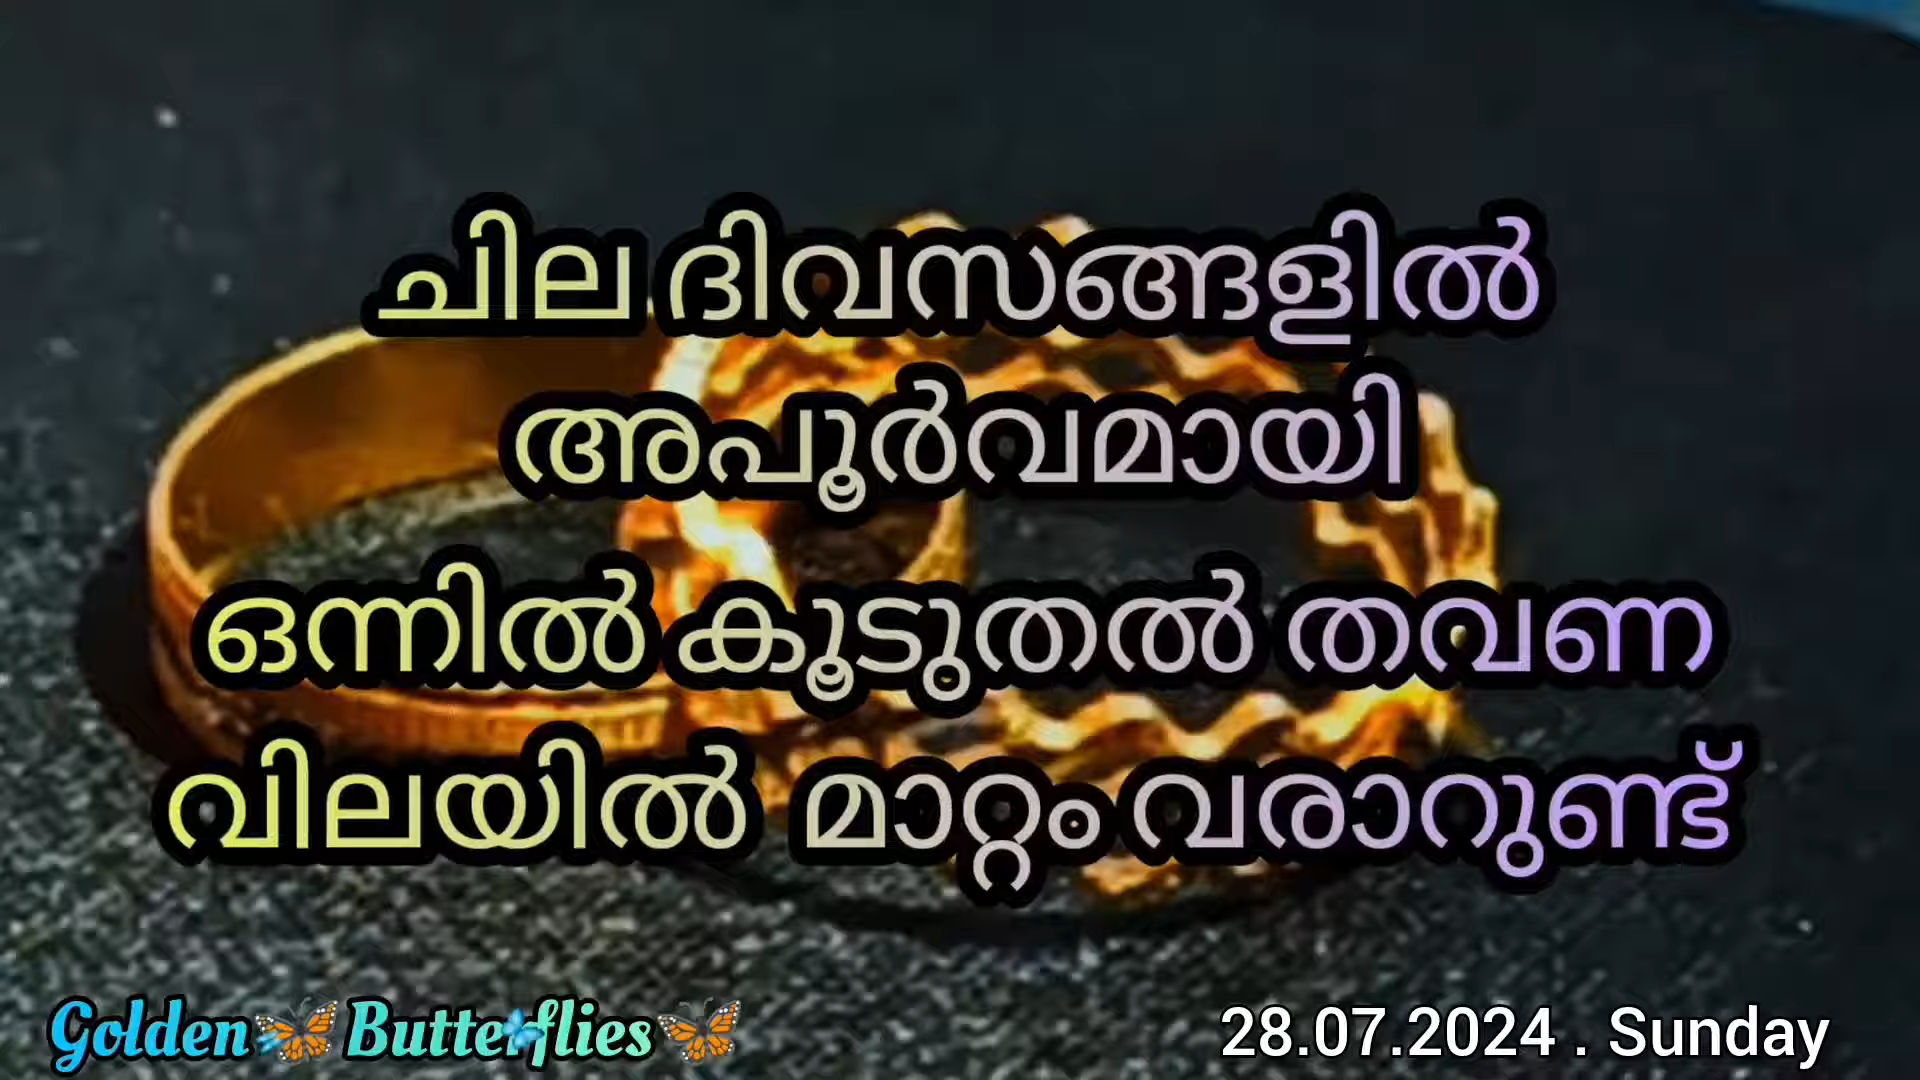 ചില ദിവസങ്ങളിൽ
അപൂർവമായി
ഒന്നിൽ കൂടുതൽ തവണ
വിലയിൽ മാറ്റം വരാറുണ്ട്
Golden Butterflies
28.07.2024 . Sunday